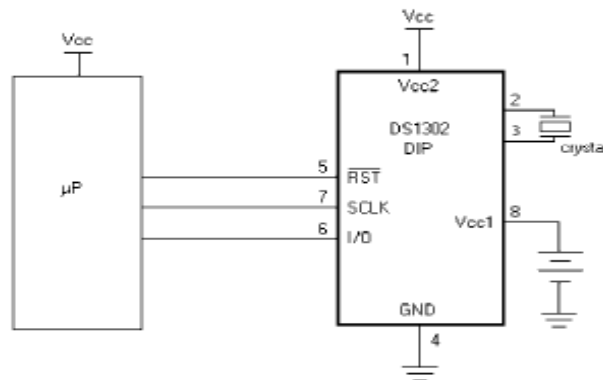 Vcc
Vcc
1
Vcc2
2
DS1302
3
DIP
crysta
µP
5
RST
7
SCLK
Vcc1
8
6
I/O
GND
4